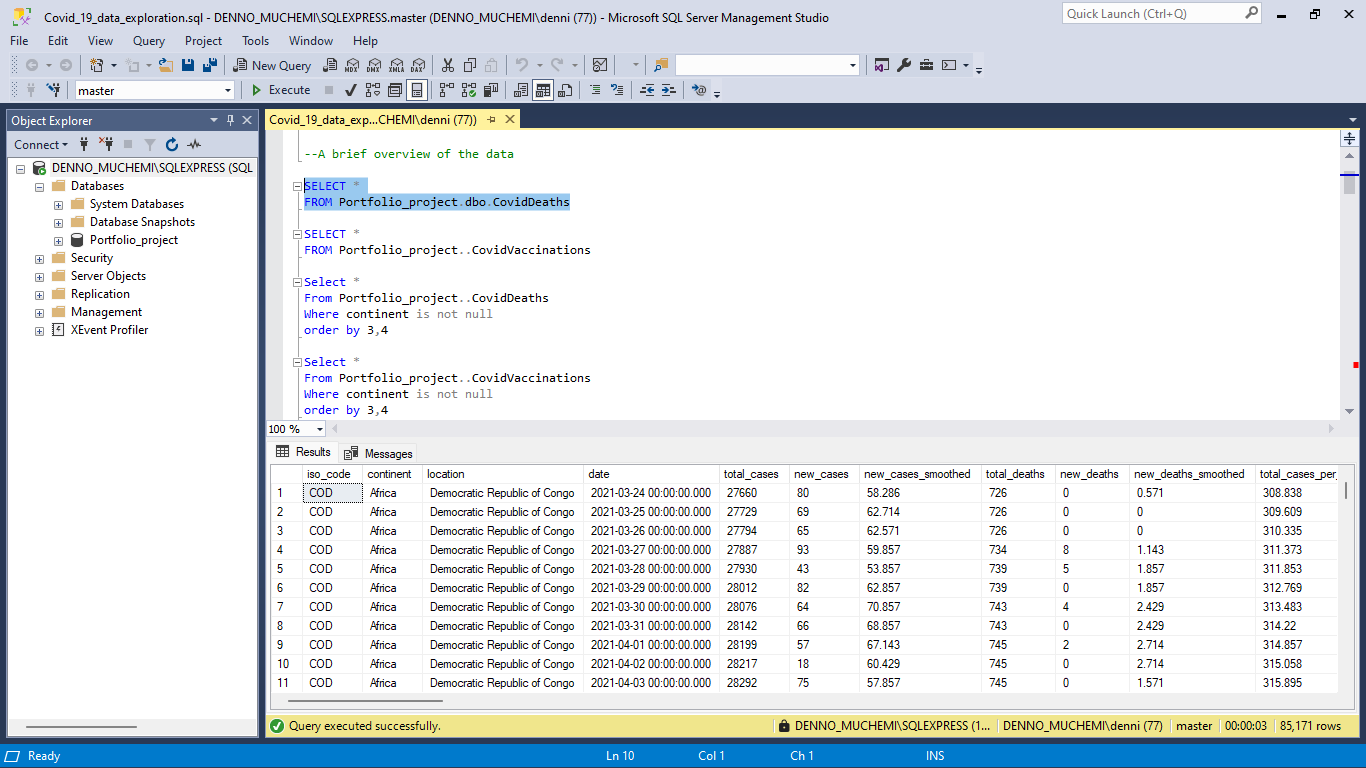 Covid_19_data_exploration.sql - DENNO_MUCHEMI\SQLEXPRESS.master (DENNO_MUCHEMI\denni (77)) - Microsoft SQL Server Management Studio
Quick Launch (Ctrl+Q)
File Edit View Query Project Tools Window Help
New Query MDX DMX XMLA DAX
master Execute
Object Explorer
Connect
DENNO_MUCHEMI\SQLEXPRESS (SQL
Databases
System Databases
Database Snapshots
Portfolio_project
Security
Server Objects
Replication
Management
XEvent Profiler
Covid_19_data_exp...CHEMI\denni (77))
--A brief overview of the data
SELECT *
FROM Portfolio_project.dbo.CovidDeaths
SELECT *
FROM Portfolio_project..CovidVaccinations
Select *
From Portfolio_project..CovidDeaths
Where continent is not null
order by 3,4
Select *
From Portfolio_project..CovidVaccinations
Where continent is not null
order by 3,4
100 %
Results Messages
iso_code continent location date total_cases new_cases new_cases_smoothed total_deaths new_deaths new_deaths_smoothed total_cases_per_
1 COD Africa Democratic Republic of Congo 2021-03-24 00:00:00.000 27660 80 58.286 726 0 0.571 308.838
2 COD Africa Democratic Republic of Congo 2021-03-25 00:00:00.000 27729 69 62.714 726 0 0 309.609
3 COD Africa Democratic Republic of Congo 2021-03-26 00:00:00.000 27794 65 62.571 726 0 0 310.335
4 COD Africa Democratic Republic of Congo 2021-03-27 00:00:00.000 27887 93 59.857 734 8 1.143 311.373
5 COD Africa Democratic Republic of Congo 2021-03-28 00:00:00.000 27930 43 53.857 739 5 1.857 311.853
6 COD Africa Democratic Republic of Congo 2021-03-29 00:00:00.000 28012 82 62.857 739 0 1.857 312.769
7 COD Africa Democratic Republic of Congo 2021-03-30 00:00:00.000 28076 64 70.857 743 4 2.429 313.483
8 COD Africa Democratic Republic of Congo 2021-03-31 00:00:00.000 28142 66 68.857 743 0 2.429 314.22
9 COD Africa Democratic Republic of Congo 2021-04-01 00:00:00.000 28199 57 67.143 745 2 2.714 314.857
10 COD Africa Democratic Republic of Congo 2021-04-02 00:00:00.000 28217 18 60.429 745 0 2.714 315.058
11 COD Africa Democratic Republic of Congo 2021-04-03 00:00:00.000 28292 75 57.857 745 0 1.571 315.895
Query executed successfully. DENNO_MUCHEMI\SQLEXPRESS (1... DENNO_MUCHEMI\denni (77) master 00:00:03 85,171 rows
Ready Ln 10 Col 1 Ch 1 INS